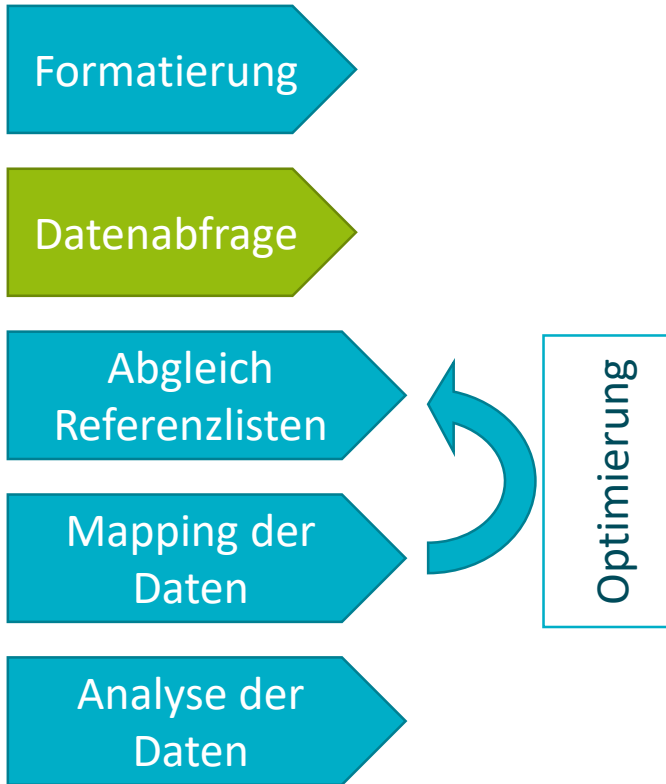 Formatierung
Datenabfrage
Abgleich
Referenzlisten
Mapping der
Daten
Optimierung
Analyse der
Daten